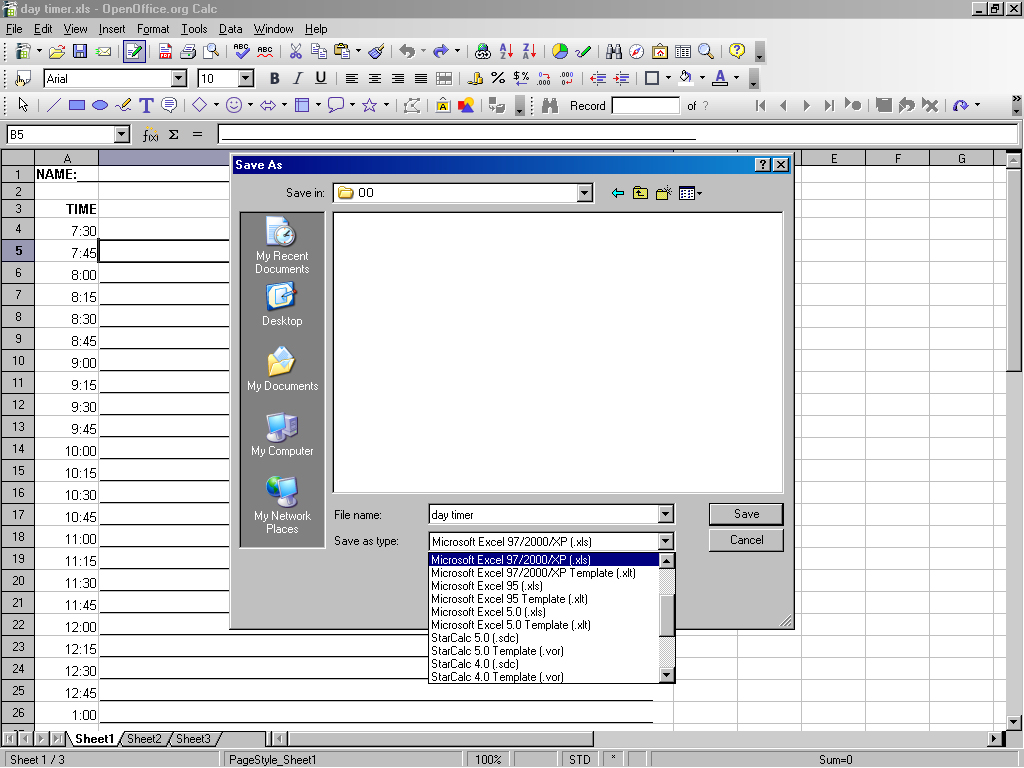 day timer.xls - OpenOffice.org Calc
File Edit View Insert Format Tools Data Window Help
Arial 10 B I U
Record of ?
B5 f(x) Σ =
A E F G
1 NAME:
2
3 TIME
4 7:30
5 7:45
6 8:00
7 8:15
8 8:30
9 8:45
10 9:00
11 9:15
12 9:30
13 9:45
14 10:00
15 10:15
16 10:30
17 10:45
18 11:00
19 11:15
20 11:30
21 11:45
22 12:00
23 12:15
24 12:30
25 12:45
26 1:00
Save As
Save in: OO
My Recent
Documents
Desktop
My Documents
My Computer
My Network
Places
File name: day timer Save
Save as type: Microsoft Excel 97/2000/XP (.xls) Cancel
Microsoft Excel 97/2000/XP (.xls)
Microsoft Excel 97/2000/XP Template (.xlt)
Microsoft Excel 95 (.xls)
Microsoft Excel 95 Template (.xlt)
Microsoft Excel 5.0 (.xls)
Microsoft Excel 5.0 Template (.xlt)
StarCalc 5.0 (.sdc)
StarCalc 5.0 Template (.vor)
StarCalc 4.0 (.sdc)
StarCalc 4.0 Template (.vor)
Sheet1 Sheet2 Sheet3
Sheet 1 / 3 PageStyle_Sheet1 100% STD * Sum=0